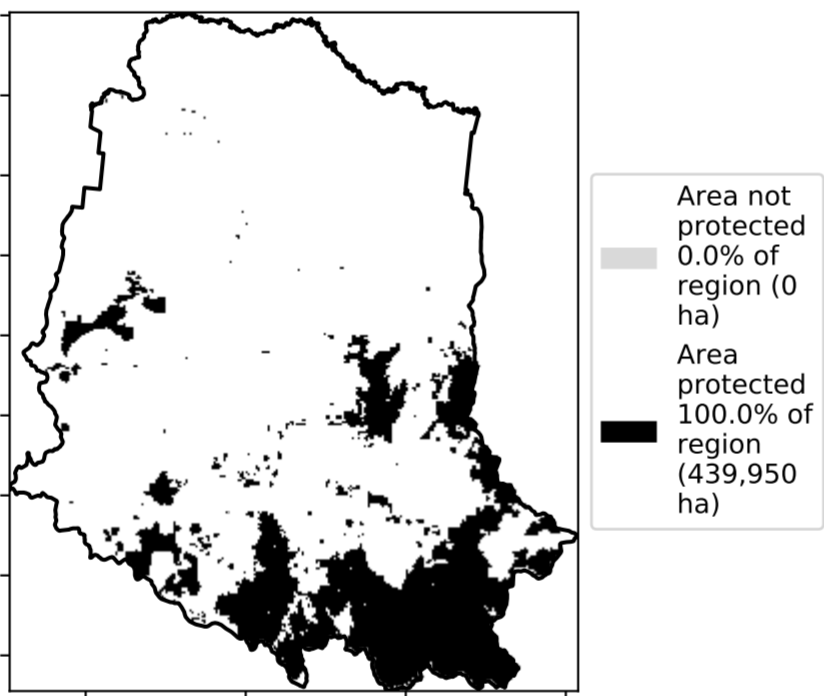 Area not
protected
0.0% of
region (0
ha)
Area
protected
100.0% of
region
(439,950
ha)